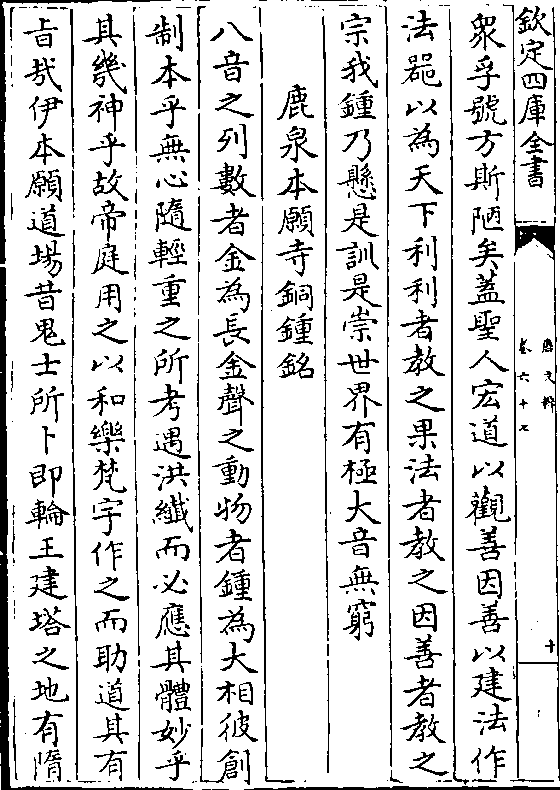 欽定四庫全書
唐文粹
卷六十七
十
衆孚號方斯陋矣蓋聖人宏道以觀善因善以建法作
法器以為天下利利者教之果法者教之因善者教之
宗我鍾乃懸是訓是崇世界有極大音無窮
鹿泉本願寺銅鍾銘
八音之列數者金為長金聲之動物者鍾為大相彼創
制本乎無心隨輕重之所考遇洪纖而必應其體妙乎
其幾神乎故帝庭用之以和樂梵宇作之而助道其有
旨哉伊本願道場昔鬼士所卜即輪王建塔之地有隋